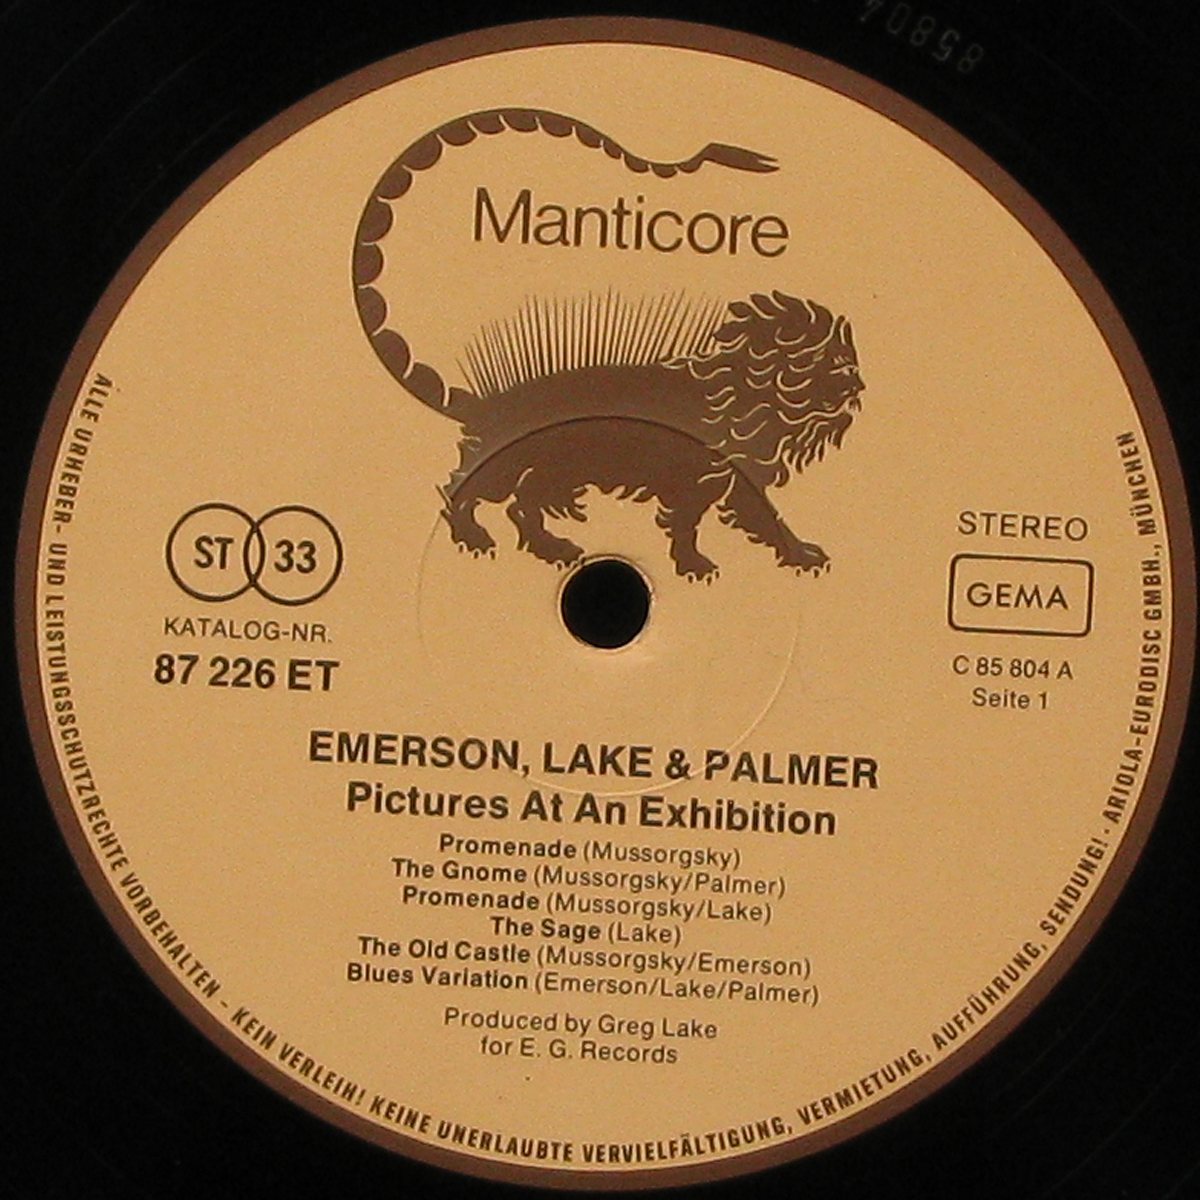 85804
Manticore
ST 33
KATALOG-NR.
87 226 ET
STEREO
GEMA
C 85 804 A
Seite 1
EMERSON, LAKE & PALMER
Pictures At An Exhibition
Promenade (Mussorgsky)
The Gnome (Mussorgsky/Palmer)
Promenade (Mussorgsky/Lake)
The Sage (Lake)
The Old Castle (Mussorgsky/Emerson)
Blues Variation (Emerson/Lake/Palmer)
Produced by Greg Lake
for E. G. Records
ALLE URHEBER- UND LEISTUNGSSCHUTZRECHTE VORBEHALTEN - KEIN VERLEIH! KEINE UNERLAUBTE VERVIELFÄLTIGUNG, VERMIETUNG, AUFFÜHRUNG, SENDUNG! · ARIOLA-EURODISC GMBH., MÜNCHEN